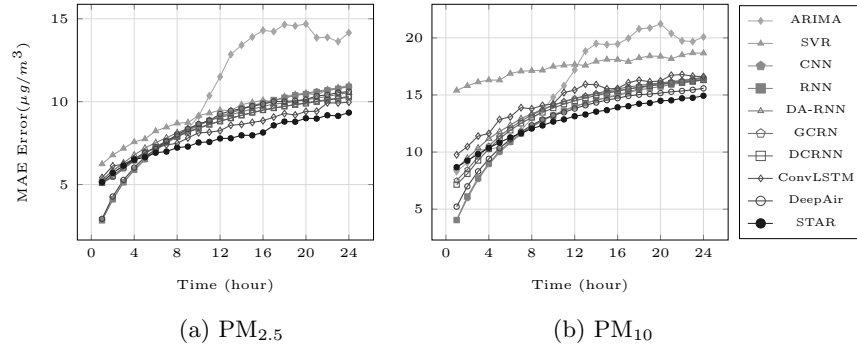 MAE Error(μg/m³)
15
10
5
0 4 8 12 16 20 24
Time (hour)
(a) PM2.5
20
15
10
5
0 4 8 12 16 20 24
Time (hour)
(b) PM10
ARIMA
SVR
CNN
RNN
DA-RNN
GCRN
DCRNN
ConvLSTM
DeepAir
STAR